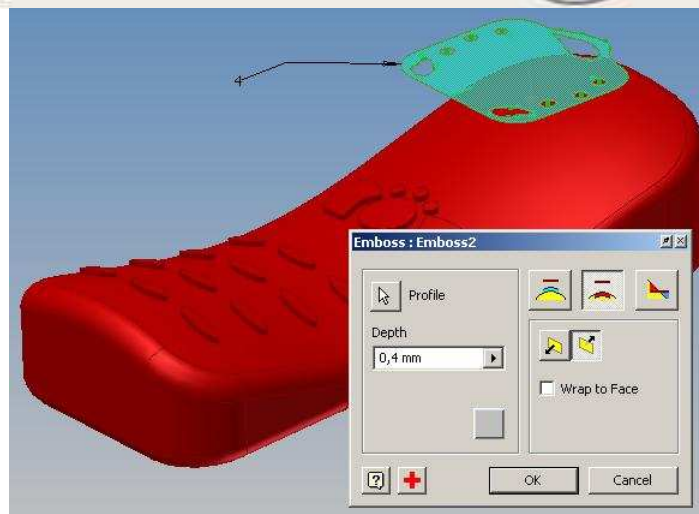 4
Emboss : Emboss2
Profile
Depth
0,4 mm
Wrap to Face
OK
Cancel